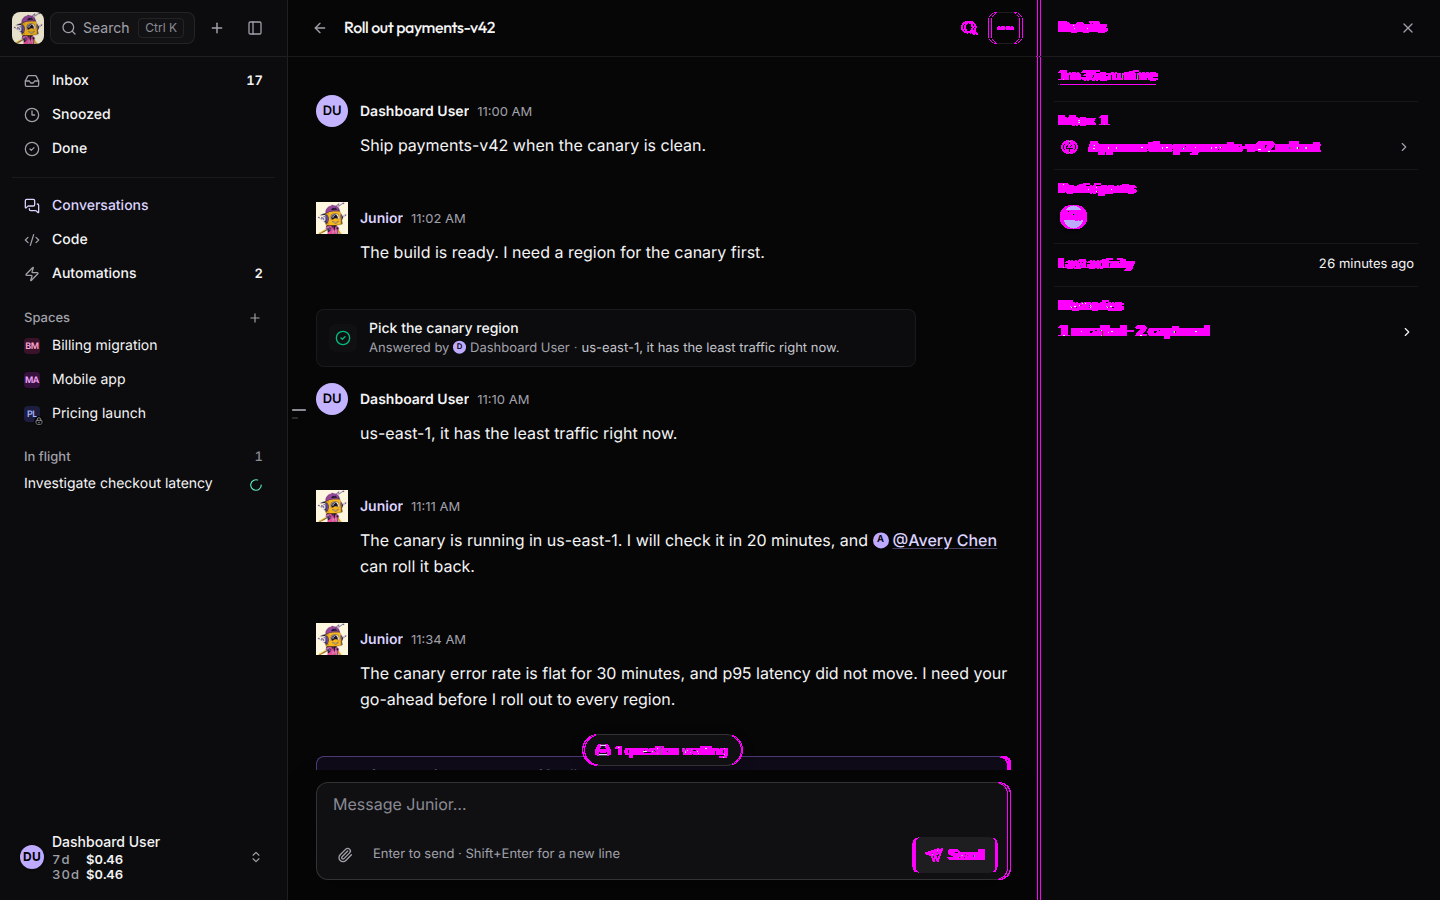 Search Ctrl K
Inbox 17
Snoozed
Done
Conversations
Code
Automations 2
Spaces
BM Billing migration
MA Mobile app
PL Pricing launch
In flight 1
Investigate checkout latency
DU Dashboard User
7d $0.46
30d $0.46
Roll out payments-v42
DU Dashboard User 11:00 AM
Ship payments-v42 when the canary is clean.
Junior 11:02 AM
The build is ready. I need a region for the canary first.
Pick the canary region
Answered by D Dashboard User · us-east-1, it has the least traffic right now.
DU Dashboard User 11:10 AM
us-east-1, it has the least traffic right now.
Junior 11:11 AM
The canary is running in us-east-1. I will check it in 20 minutes, and A @Avery Chen
can roll it back.
Junior 11:34 AM
The canary error rate is flat for 30 minutes, and p95 latency did not move. I need your
go-ahead before I roll out to every region.
1 question waiting
Message Junior...
Enter to send · Shift+Enter for a new line
Send
26 minutes ago